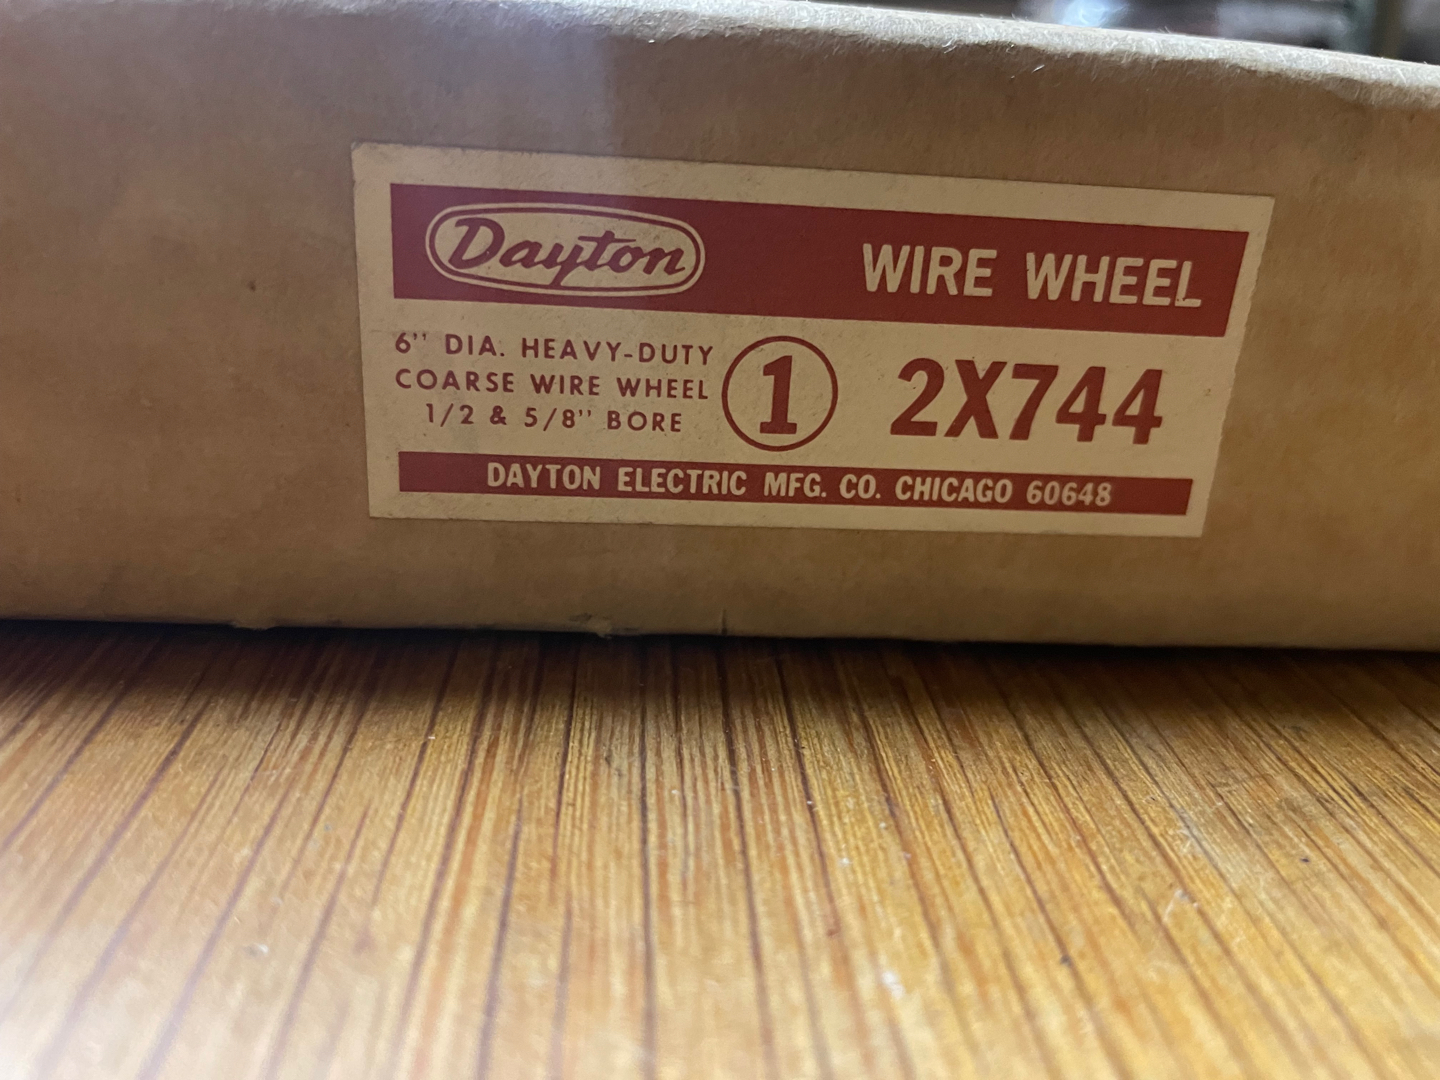 Dayton
WIRE WHEEL
6" DIA. HEAVY-DUTY
COARSE WIRE WHEEL
1/2 & 5/8" BORE
1
2X744
DAYTON ELECTRIC MFG. CO. CHICAGO 60648